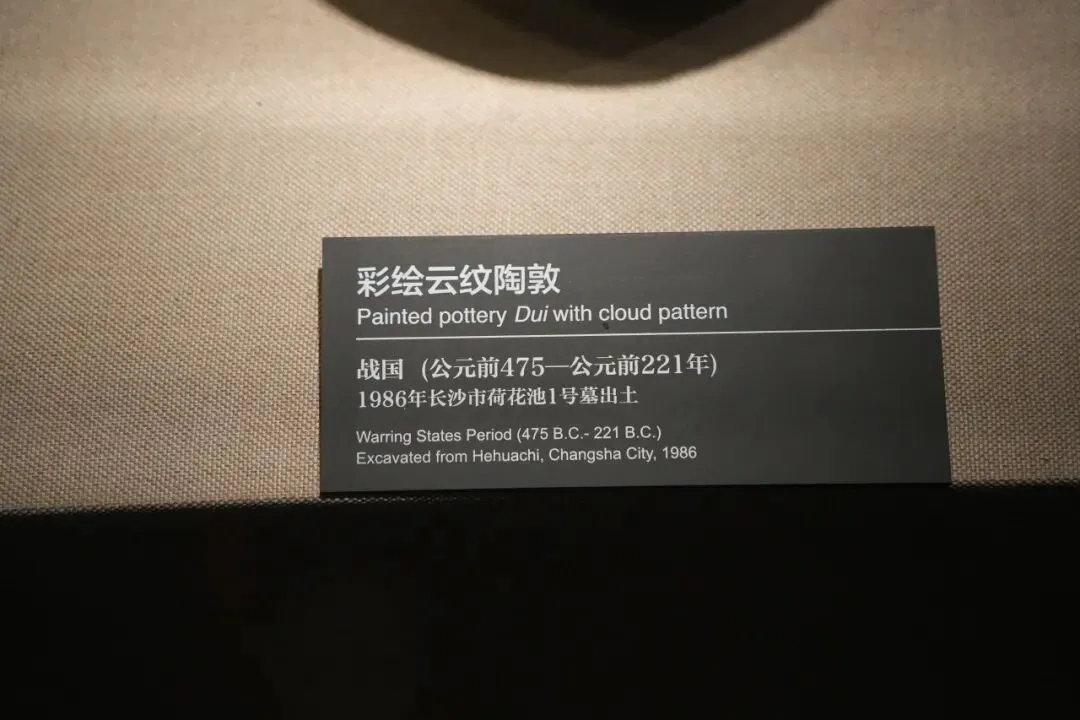 彩绘云纹陶敦
Painted pottery Dui with cloud pattern
战国 (公元前475—公元前221年)
1986年长沙市荷花池1号墓出土
Warring States Period (475 B.C.- 221 B.C.)
Excavated from Hehuachi, Changsha City, 1986